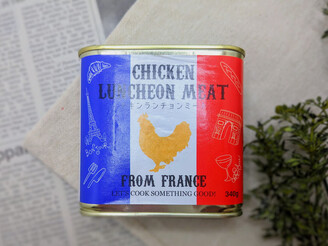 CHICKEN
LUNCHEON MEAT
チキンランチョンミート
FROM FRANCE
COOK SOMETHING GOOD!
340g